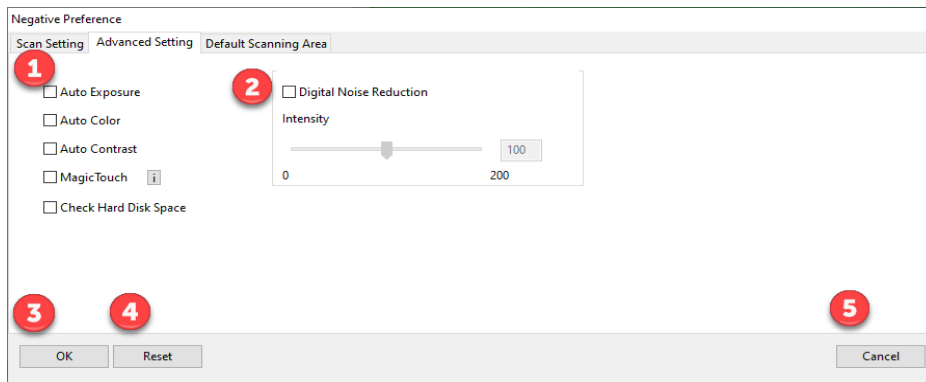 Negative Preference
Scan Setting Advanced Setting Default Scanning Area
1
Auto Exposure
Auto Color
Auto Contrast
MagicTouch i
Check Hard Disk Space
2
Digital Noise Reduction
Intensity
100
0 200
3 4 5
OK Reset Cancel